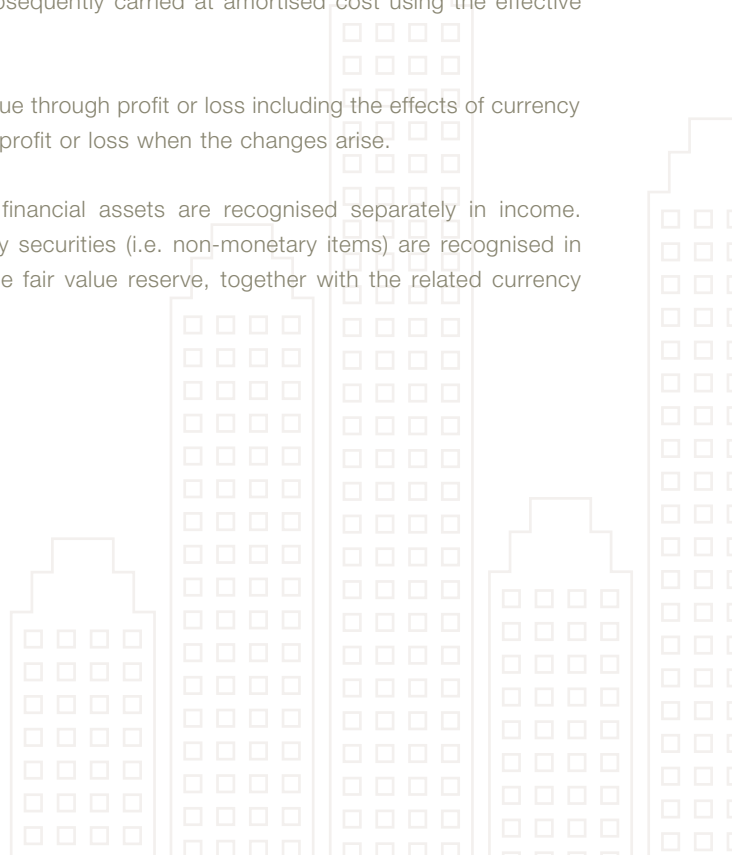 sequently carried at amortised cost using the effective
ue through profit or loss including the effects of currency
profit or loss when the changes arise.
financial assets are recognised separately in income.
y securities (i.e. non-monetary items) are recognised in
e fair value reserve, together with the related currency